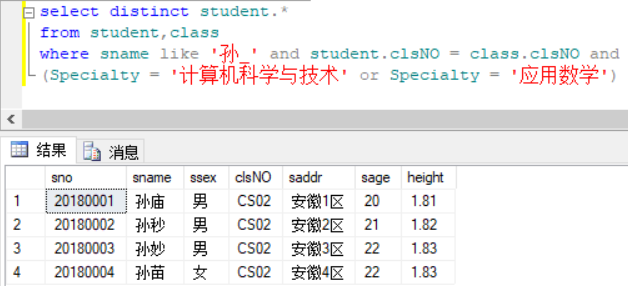 select distinct student.*
from student,class
where sname like '孙_' and student.clsNO = class.clsNO and
(Specialty = '计算机科学与技术' or Specialty = '应用数学')
结果 消息
sno sname ssex clsNO saddr sage height
1 20180001 孙庙 男 CS02 安徽1区 20 1.81
2 20180002 孙秒 男 CS02 安徽2区 21 1.82
3 20180003 孙妙 男 CS02 安徽3区 22 1.83
4 20180004 孙苗 女 CS02 安徽4区 22 1.83